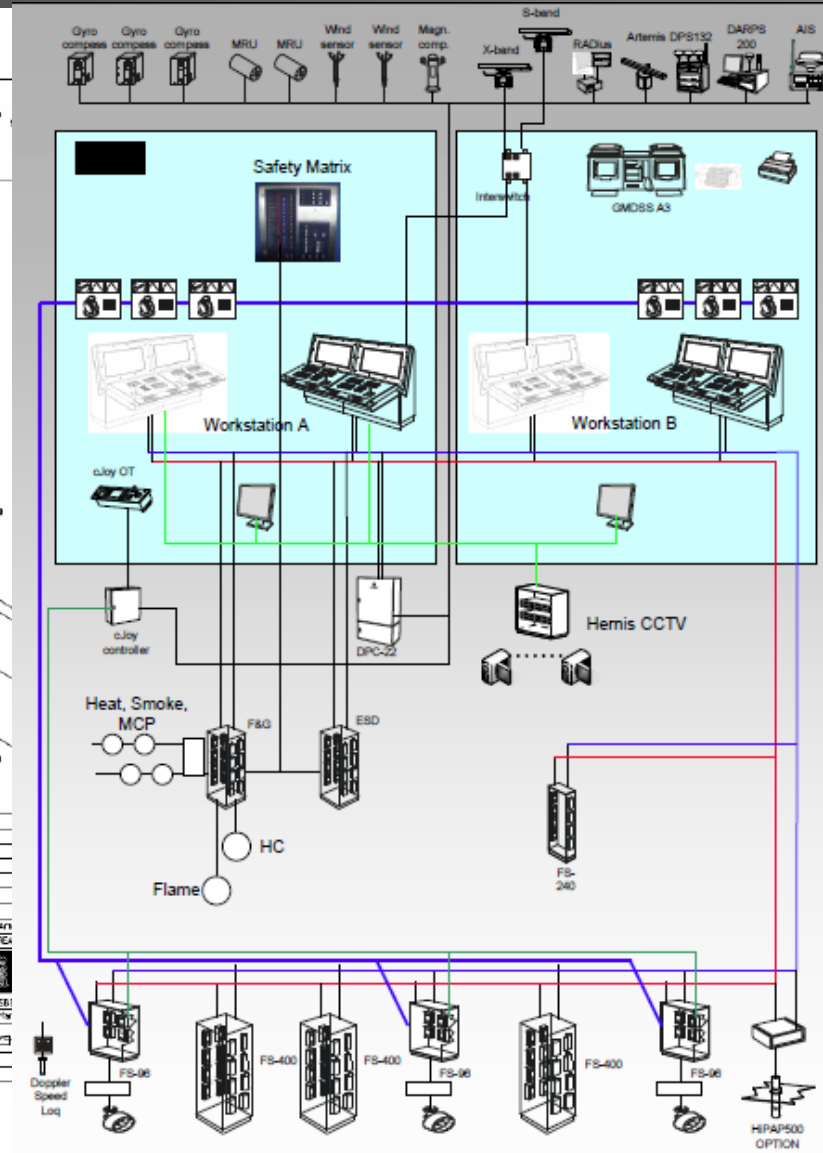 S-band
Gyro
compass
Gyro
compass
Gyro
compass
MRU
MRU
Wind
sensor
Wind
sensor
Magn.
comp.
X-band
RADius
Artemis
DPS132
DARPS
200
AIS
Safety Matrix
Interswitch
GMDSS A3
Workstation A
Workstation B
cJoy OT
cJoy
controller
DPC-22
Hernis CCTV
Heat, Smoke,
MCP
F&G
ESD
HC
Flame
FS-
240
Doppler
Speed
Log
FS-96
FS-400
FS-400
FS-96
FS-400
FS-96
HIPAP500
OPTION